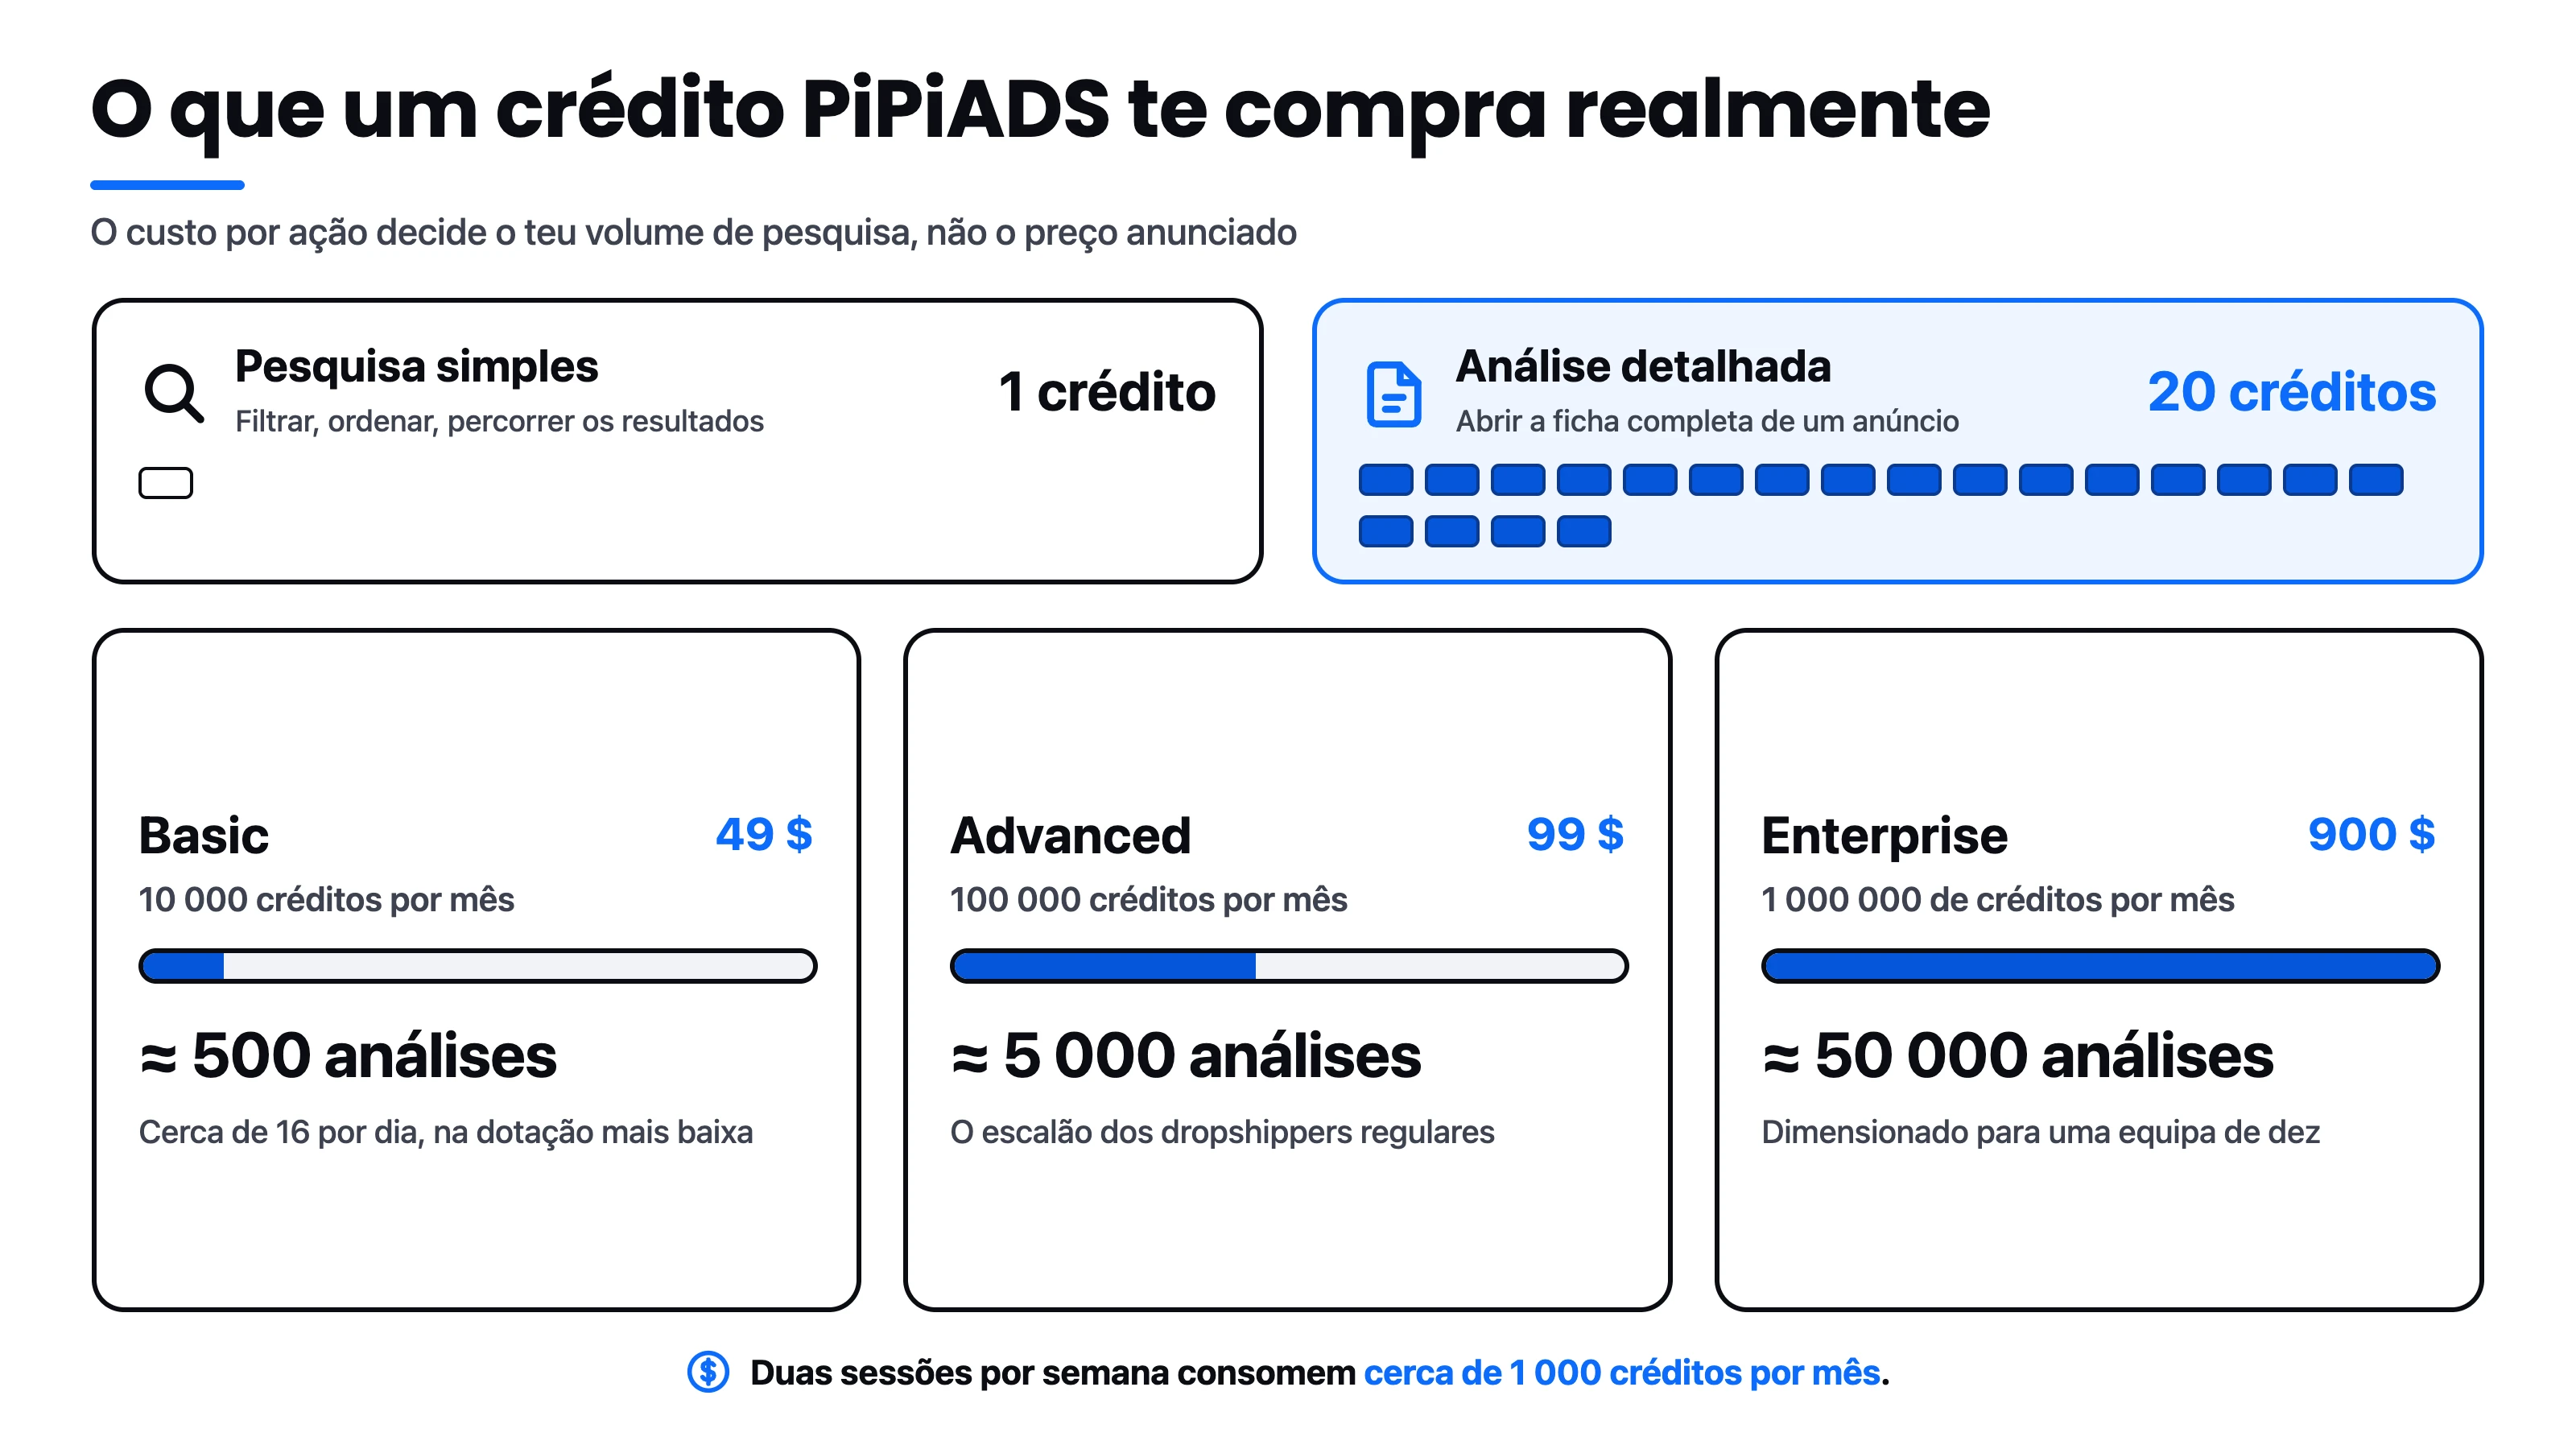 O que um crédito PiPiADS te compra realmente
O custo por ação decide o teu volume de pesquisa, não o preço anunciado
Pesquisa simples
Filtrar, ordenar, percorrer os resultados
1 crédito
Análise detalhada
Abrir a ficha completa de um anúncio
20 créditos
Basic
49 $
10 000 créditos por mês
≈ 500 análises
Cerca de 16 por dia, na dotação mais baixa
Advanced
99 $
100 000 créditos por mês
≈ 5 000 análises
O escalão dos dropshippers regulares
Enterprise
900 $
1 000 000 de créditos por mês
≈ 50 000 análises
Dimensionado para uma equipa de dez
Duas sessões por semana consomem cerca de 1 000 créditos por mês.